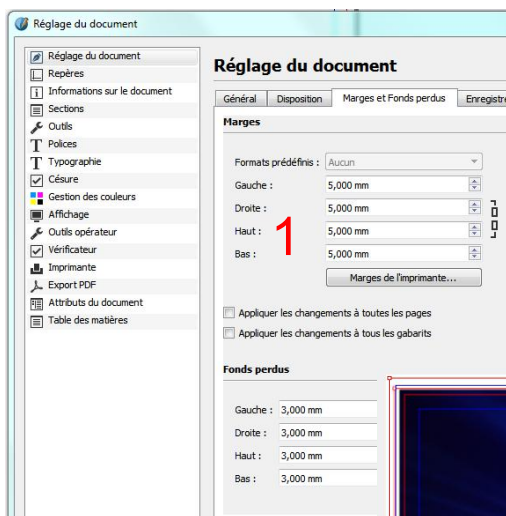 Réglage du document
Réglage du document
Repères
Informations sur le document
Sections
Outils
Polices
Typographie
Césure
Gestion des couleurs
Affichage
Outils opérateur
Vérificateur
Imprimante
Export PDF
Attributs du document
Table des matières
Réglage du document
Général Disposition Marges et Fonds perdus Enregistre
Marges
Formats prédéfinis : Aucun
Gauche : 5,000 mm
Droite : 5,000 mm
Haut : 5,000 mm
Bas : 5,000 mm
1
Marges de l'imprimante...
Appliquer les changements à toutes les pages
Appliquer les changements à tous les gabarits
Fonds perdus
Gauche : 3,000 mm
Droite : 3,000 mm
Haut : 3,000 mm
Bas : 3,000 mm